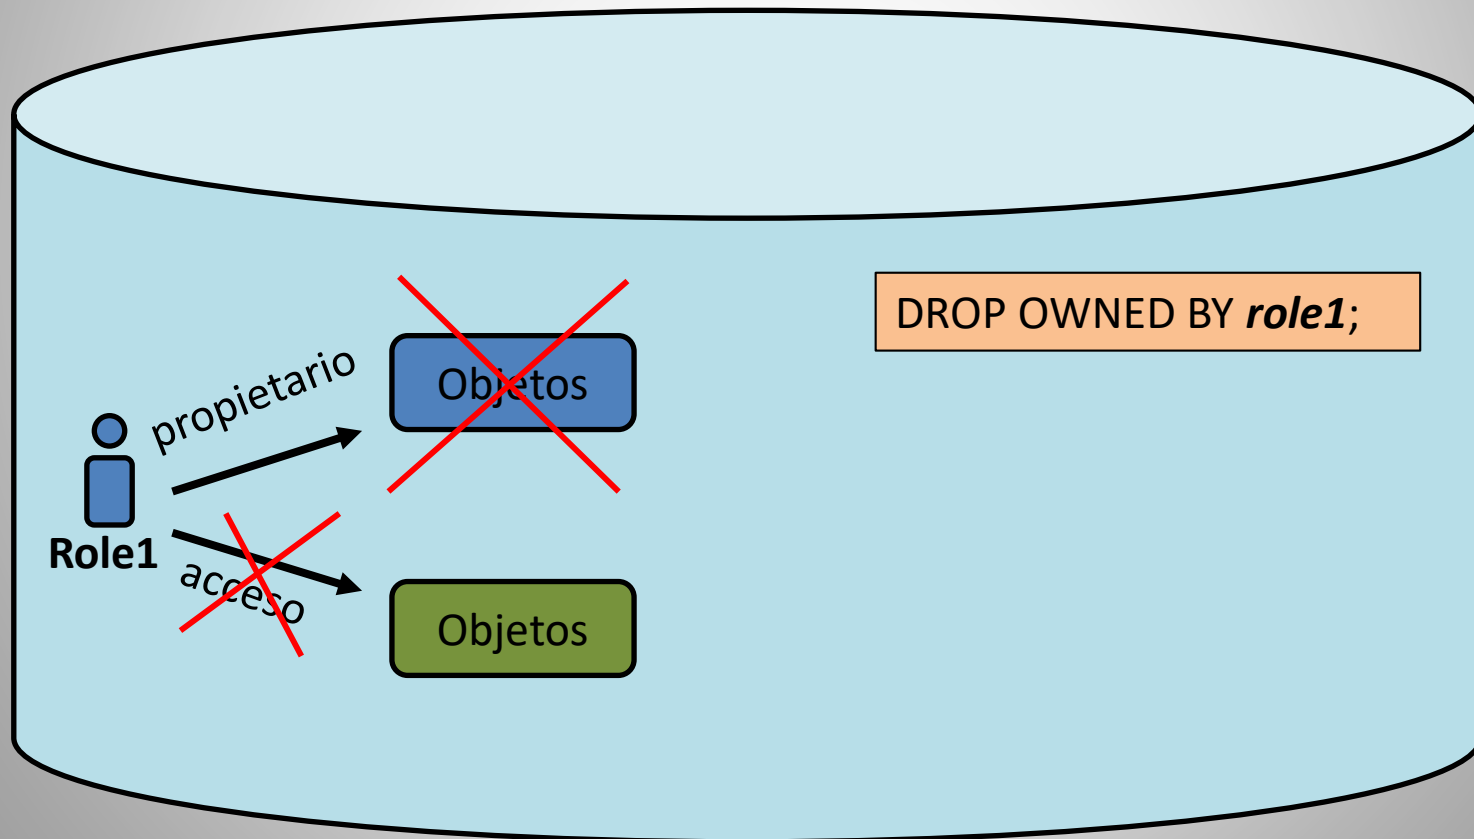 DROP OWNED BY role1;
propietario
Objetos
Role1
acceso
Objetos